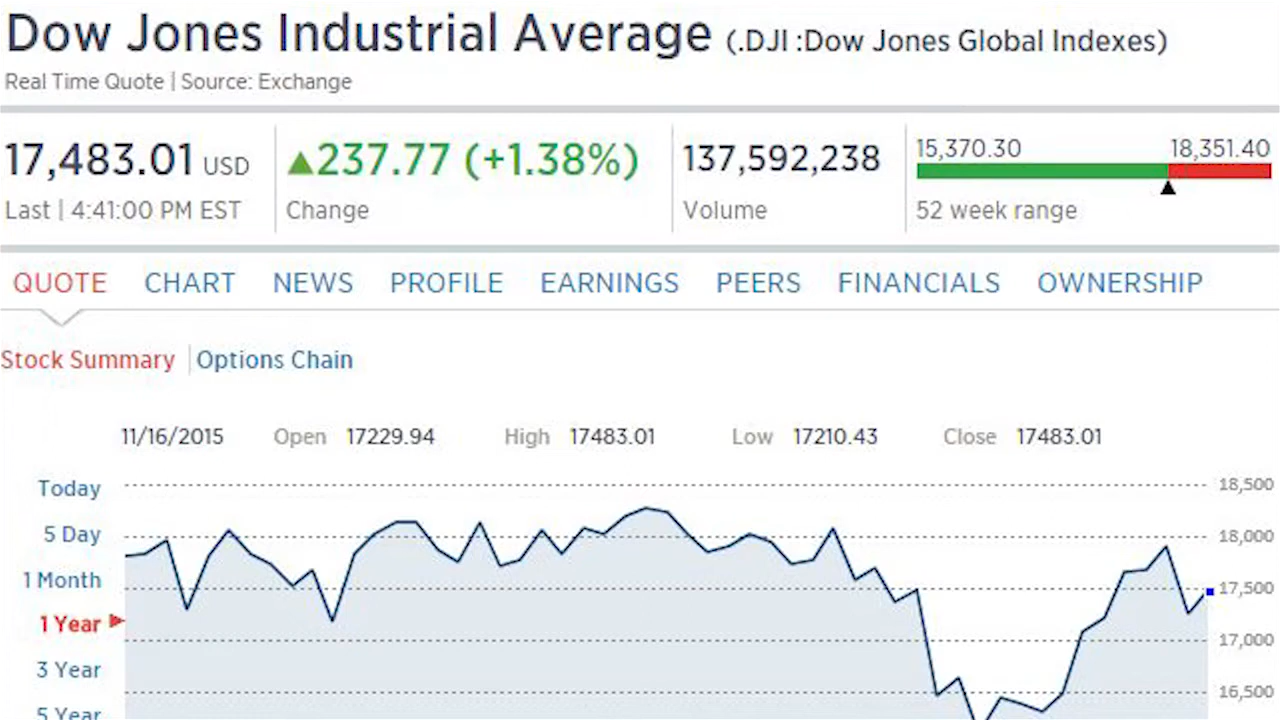 Dow Jones Industrial Average (.DJI :Dow Jones Global Indexes)
Real Time Quote | Source: Exchange
17,483.01 USD ▲237.77 (+1.38%) 137,592,238 15,370.30 18,351.40
Last | 4:41:00 PM EST Change Volume 52 week range
QUOTE CHART NEWS PROFILE EARNINGS PEERS FINANCIALS OWNERSHIP
Stock Summary | Options Chain
11/16/2015 Open 17229.94 High 17483.01 Low 17210.43 Close 17483.01
Today 18,500
5 Day 18,000
1 Month 17,500
1 Year
3 Year 17,000
5 Year 16,500